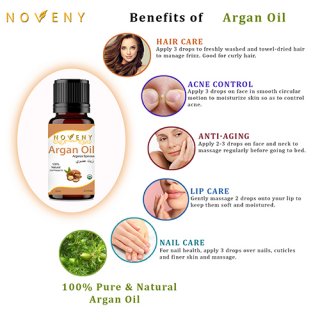 NOVENY
Benefits of Argan Oil
HAIR CARE
Apply 3 drops to freshly washed and towel-dried hair
to manage frizz. Good for curly hair.
ACNE CONTROL
Apply 3 drops on face in smooth circular
motion to moisturize skin so as to control
acne.
ANTI-AGING
Apply 2-3 drops on face and neck to
massage regularly before going to bed.
LIP CARE
Gently massage 2 drops onto your lip to
keep them soft and moistured.
NAIL CARE
For nail health, apply 3 drops over nails, cuticles
and finer skin and massage.
NOVENY
Argan Oil
Argania Spinosa
100%
Natural
100% Pure & Natural
Argan Oil